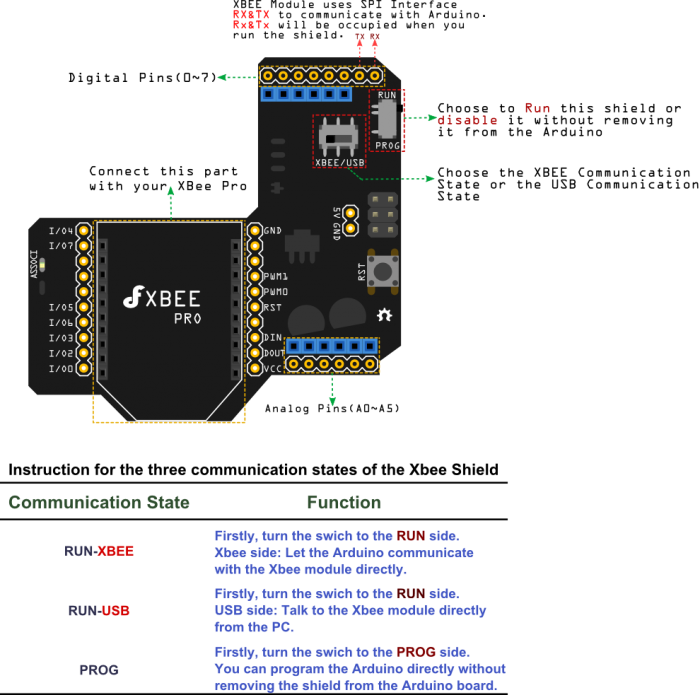 XBEE Module uses SPI Interface
RX&TX to communicate with Arduino.
Rx&Tx will be occupied when you
run the shield.
TX RX
Digital Pins(0~7)
RUN
PROG
XBEE/USB
Choose to Run this shield or
disable it without removing
it from the Arduino
Choose the XBEE Communication
State or the USB Communication
State
Connect this part
with your XBee Pro
5V
GND
RST
ASSOCI
I/04
I/07
I/05
I/06
I/03
I/02
I/00
GND
PWM1
PWM0
RST
DIN
DOUT
VCC
XBEE
PRO
Analog Pins(A0~A5)
Instruction for the three communication states of the Xbee Shield
Communication State Function
RUN-XBEE
Firstly, turn the swich to the RUN side.
Xbee side: Let the Arduino communicate
with the Xbee module directly.
RUN-USB
Firstly, turn the swich to the RUN side.
USB side: Talk to the Xbee module directly
from the PC.
PROG
Firstly, turn the swich to the PROG side.
You can program the Arduino directly without
removing the shield from the Arduino board.